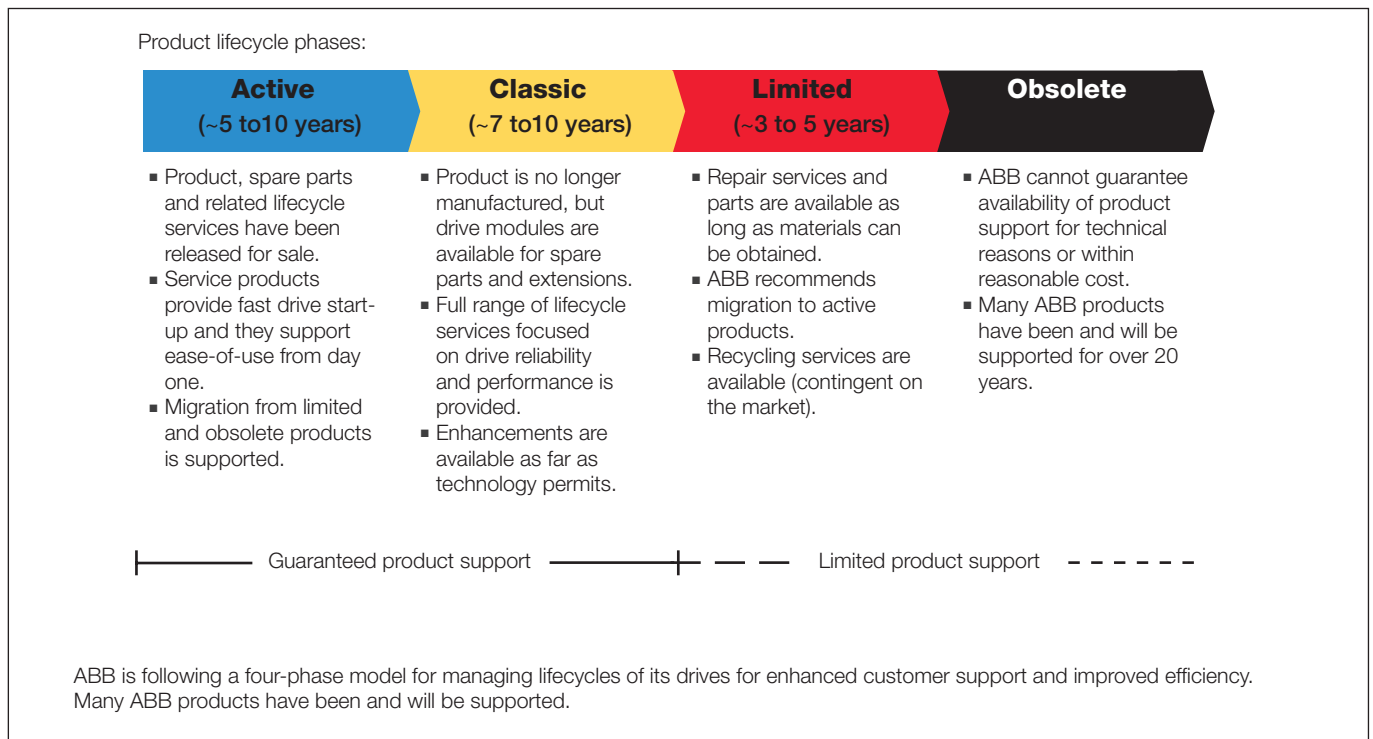 Product lifecycle phases:
Active
(~5 to10 years)
Classic
(~7 to10 years)
Limited
(~3 to 5 years)
Obsolete
▪ Product, spare parts
and related lifecycle
services have been
released for sale.
▪ Service products
provide fast drive start-
up and they support
ease-of-use from day
one.
▪ Migration from limited
and obsolete products
is supported.
▪ Product is no longer
manufactured, but
drive modules are
available for spare
parts and extensions.
▪ Full range of lifecycle
services focused
on drive reliability
and performance is
provided.
▪ Enhancements are
available as far as
technology permits.
▪ Repair services and
parts are available as
long as materials can
be obtained.
▪ ABB recommends
migration to active
products.
▪ Recycling services are
available (contingent on
the market).
▪ ABB cannot guarantee
availability of product
support for technical
reasons or within
reasonable cost.
▪ Many ABB products
have been and will be
supported for over 20
years.
Guaranteed product support
Limited product support
ABB is following a four-phase model for managing lifecycles of its drives for enhanced customer support and improved efficiency.
Many ABB products have been and will be supported.